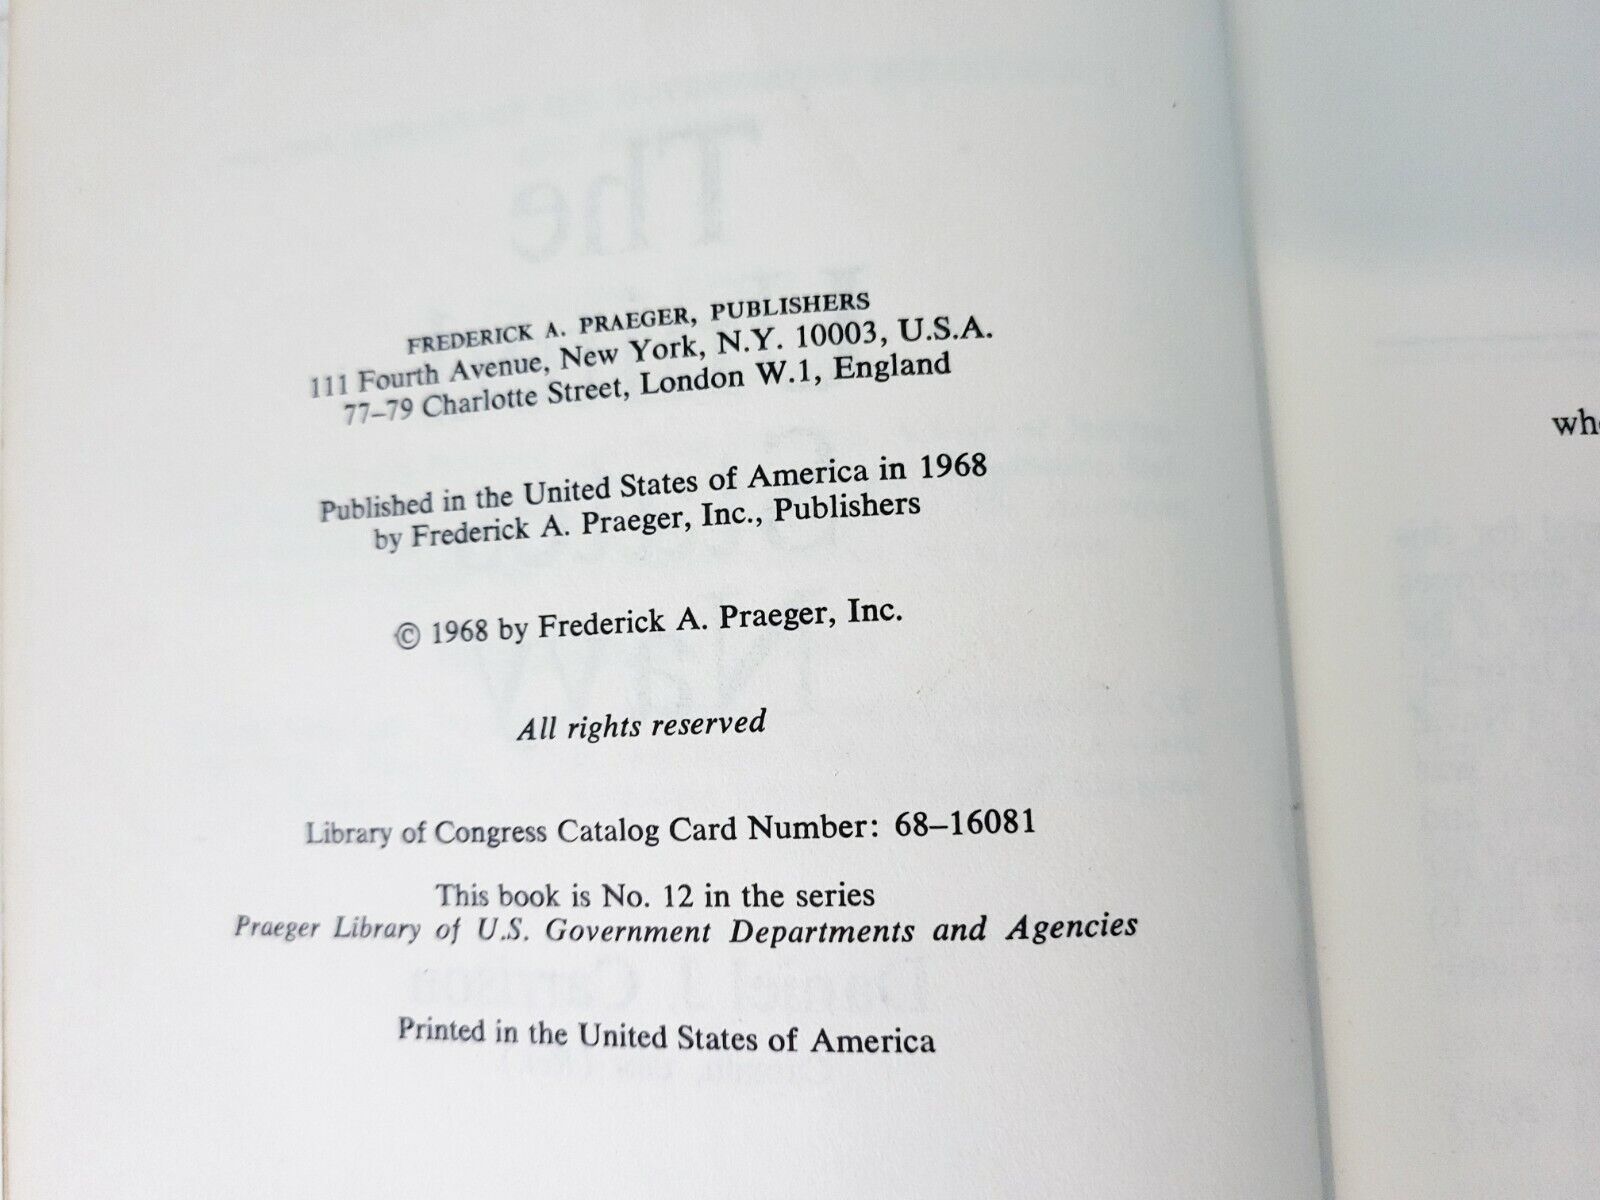 FREDERICK A. PRAEGER, PUBLISHERS
111 Fourth Avenue, New York, N.Y. 10003, U.S.A.
77–79 Charlotte Street, London W.1, England
Published in the United States of America in 1968
by Frederick A. Praeger, Inc., Publishers
© 1968 by Frederick A. Praeger, Inc.
All rights reserved
Library of Congress Catalog Card Number: 68–16081
This book is No. 12 in the series
Praeger Library of U.S. Government Departments and Agencies
Printed in the United States of America